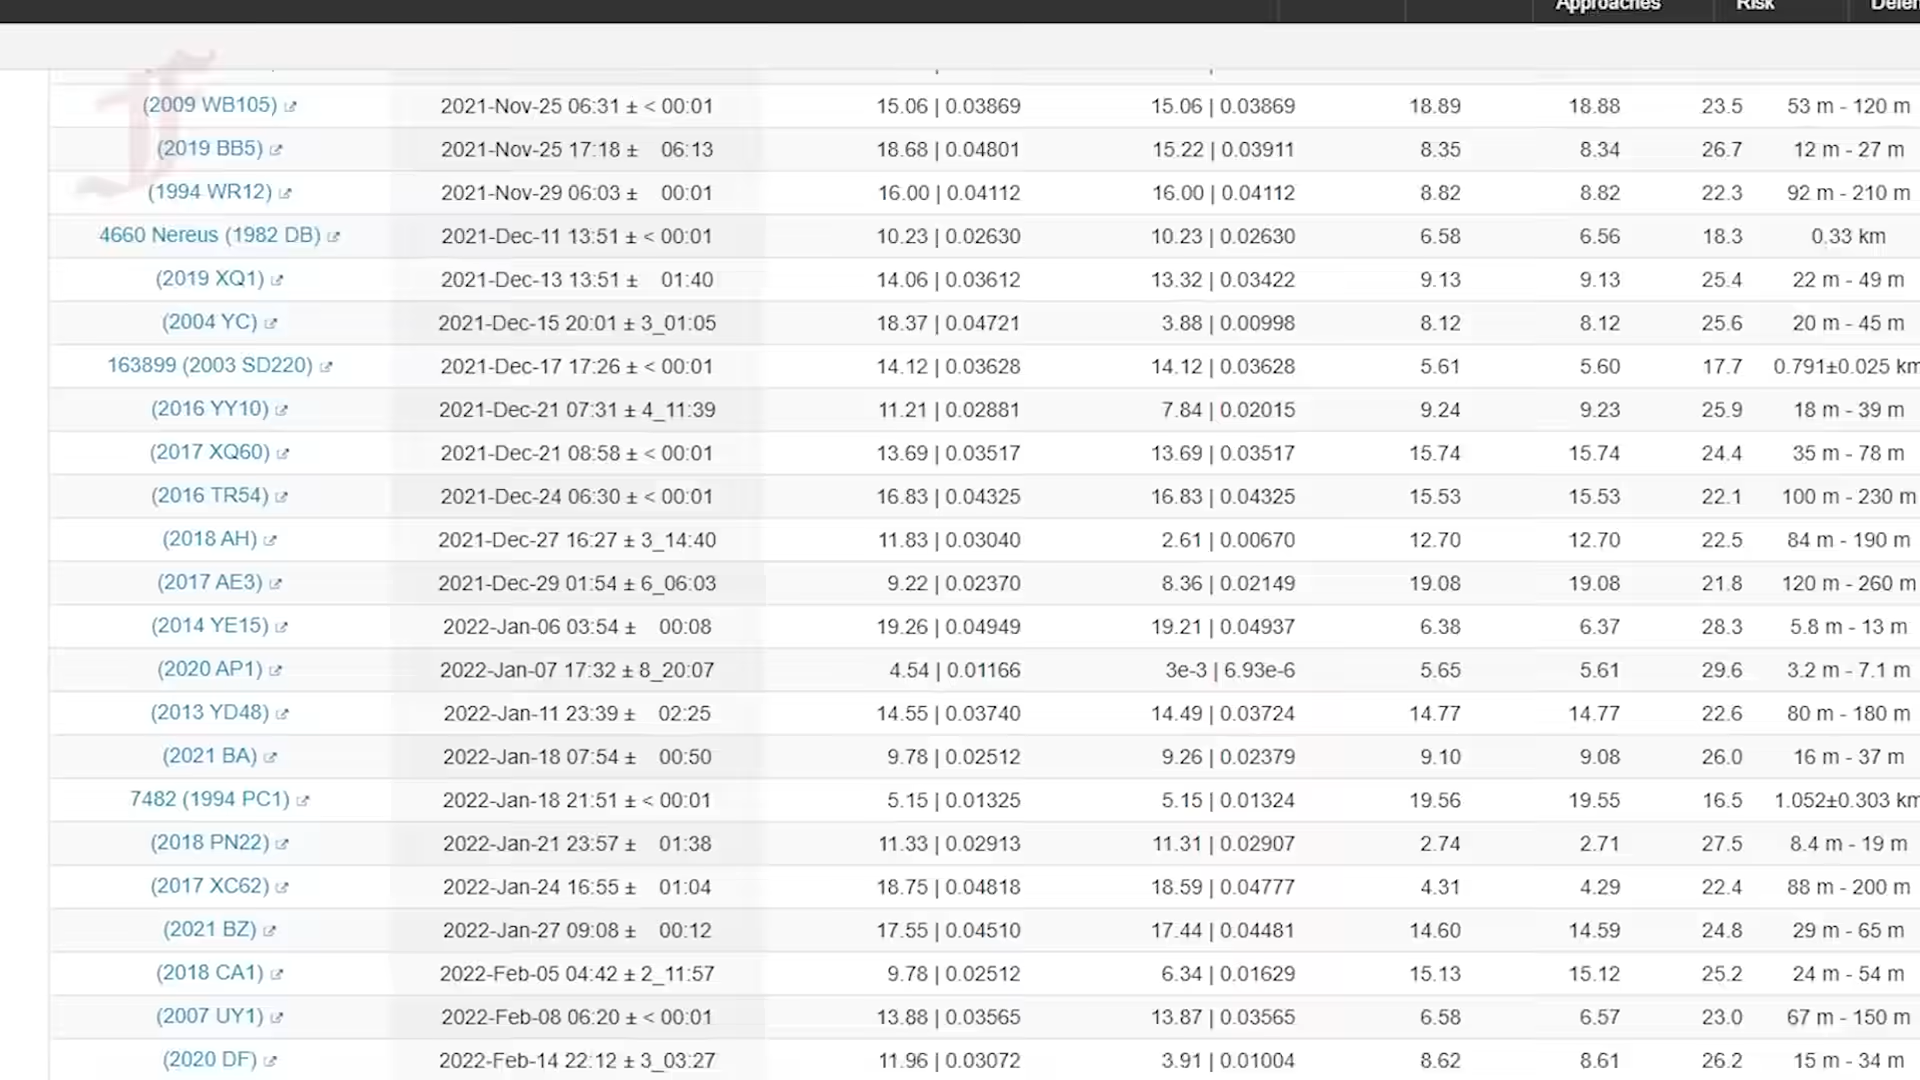 Approaches Risk Defen
(2009 WB105) 2021-Nov-25 06:31 ± < 00:01 15.06 | 0.03869 15.06 | 0.03869 18.89 18.88 23.5 53 m - 120 m
(2019 BB5) 2021-Nov-25 17:18 ± 06:13 18.68 | 0.04801 15.22 | 0.03911 8.35 8.34 26.7 12 m - 27 m
(1994 WR12) 2021-Nov-29 06:03 ± 00:01 16.00 | 0.04112 16.00 | 0.04112 8.82 8.82 22.3 92 m - 210 m
4660 Nereus (1982 DB) 2021-Dec-11 13:51 ± < 00:01 10.23 | 0.02630 10.23 | 0.02630 6.58 6.56 18.3 0.33 km
(2019 XQ1) 2021-Dec-13 13:51 ± 01:40 14.06 | 0.03612 13.32 | 0.03422 9.13 9.13 25.4 22 m - 49 m
(2004 YC) 2021-Dec-15 20:01 ± 3_01:05 18.37 | 0.04721 3.88 | 0.00998 8.12 8.12 25.6 20 m - 45 m
163899 (2003 SD220) 2021-Dec-17 17:26 ± < 00:01 14.12 | 0.03628 14.12 | 0.03628 5.61 5.60 17.7 0.791±0.025 km
(2016 YY10) 2021-Dec-21 07:31 ± 4_11:39 11.21 | 0.02881 7.84 | 0.02015 9.24 9.23 25.9 18 m - 39 m
(2017 XQ60) 2021-Dec-21 08:58 ± < 00:01 13.69 | 0.03517 13.69 | 0.03517 15.74 15.74 24.4 35 m - 78 m
(2016 TR54) 2021-Dec-24 06:30 ± < 00:01 16.83 | 0.04325 16.83 | 0.04325 15.53 15.53 22.1 100 m - 230 m
(2018 AH) 2021-Dec-27 16:27 ± 3_14:40 11.83 | 0.03040 2.61 | 0.00670 12.70 12.70 22.5 84 m - 190 m
(2017 AE3) 2021-Dec-29 01:54 ± 6_06:03 9.22 | 0.02370 8.36 | 0.02149 19.08 19.08 21.8 120 m - 260 m
(2014 YE15) 2022-Jan-06 03:54 ± 00:08 19.26 | 0.04949 19.21 | 0.04937 6.38 6.37 28.3 5.8 m - 13 m
(2020 AP1) 2022-Jan-07 17:32 ± 8_20:07 4.54 | 0.01166 3e-3 | 6.93e-6 5.65 5.61 29.6 3.2 m - 7.1 m
(2013 YD48) 2022-Jan-11 23:39 ± 02:25 14.55 | 0.03740 14.49 | 0.03724 14.77 14.77 22.6 80 m - 180 m
(2021 BA) 2022-Jan-18 07:54 ± 00:50 9.78 | 0.02512 9.26 | 0.02379 9.10 9.08 26.0 16 m - 37 m
7482 (1994 PC1) 2022-Jan-18 21:51 ± < 00:01 5.15 | 0.01325 5.15 | 0.01324 19.56 19.55 16.5 1.052±0.303 km
(2018 PN22) 2022-Jan-21 23:57 ± 01:38 11.33 | 0.02913 11.31 | 0.02907 2.74 2.71 27.5 8.4 m - 19 m
(2017 XC62) 2022-Jan-24 16:55 ± 01:04 18.75 | 0.04818 18.59 | 0.04777 4.31 4.29 22.4 88 m - 200 m
(2021 BZ) 2022-Jan-27 09:08 ± 00:12 17.55 | 0.04510 17.44 | 0.04481 14.60 14.59 24.8 29 m - 65 m
(2018 CA1) 2022-Feb-05 04:42 ± 2_11:57 9.78 | 0.02512 6.34 | 0.01629 15.13 15.12 25.2 24 m - 54 m
(2007 UY1) 2022-Feb-08 06:20 ± < 00:01 13.88 | 0.03565 13.87 | 0.03565 6.58 6.57 23.0 67 m - 150 m
(2020 DF) 2022-Feb-14 22:12 ± 3_03:27 11.96 | 0.03072 3.91 | 0.01004 8.62 8.61 26.2 15 m - 34 m